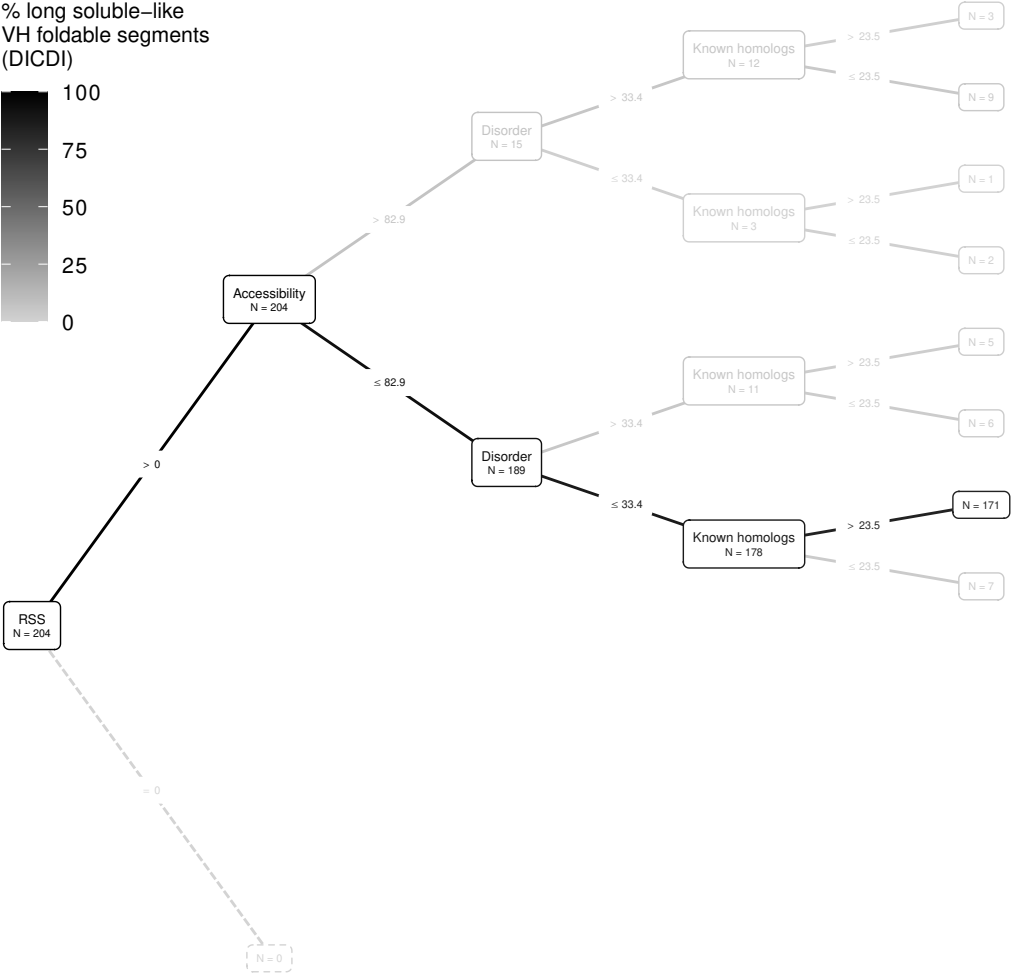 % long soluble−like
VH foldable segments
(DICDI)
100
75
50
25
0
N = 3
> 23.5
Known homologs
N = 12
≤ 23.5
N = 9
> 33.4
Disorder
N = 15
≤ 33.4
N = 1
> 23.5
Known homologs
N = 3
≤ 23.5
N = 2
> 82.9
Accessibility
N = 204
≤ 82.9
N = 5
> 23.5
Known homologs
N = 11
≤ 23.5
N = 6
> 33.4
Disorder
N = 189
≤ 33.4
N = 171
> 23.5
Known homologs
N = 178
≤ 23.5
N = 7
> 0
RSS
N = 204
= 0
N = 0